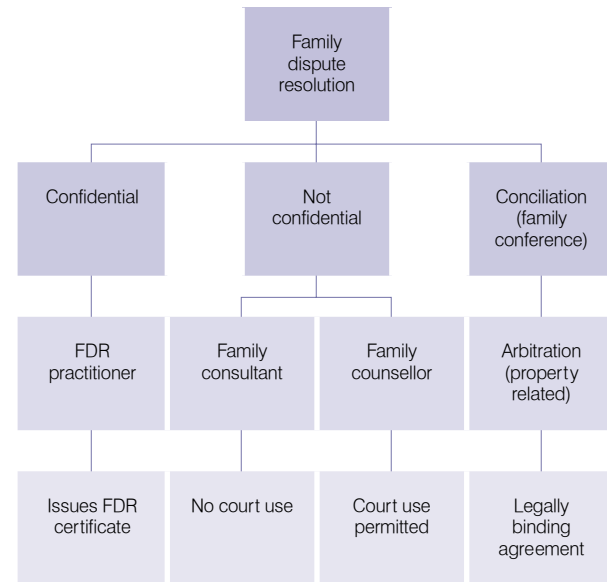 Family
dispute
resolution
Confidential
Not
confidential
Conciliation
(family
conference)
FDR
practitioner
Family
consultant
Family
counsellor
Arbitration
(property
related)
Issues FDR
certificate
No court use
Court use
permitted
Legally
binding
agreement